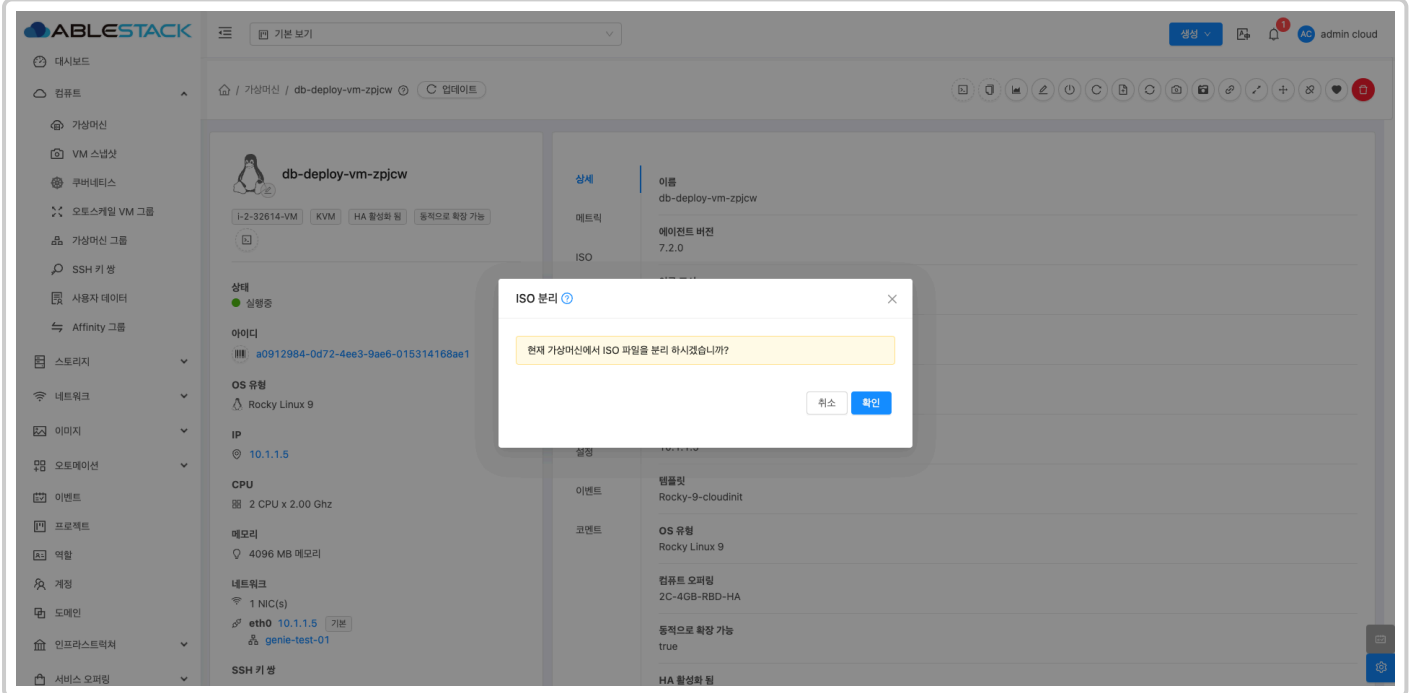 ABLESTACK
기본 보기
생성
1
AC
admin cloud
대시보드
컴퓨트
가상머신
VM 스냅샷
쿠버네티스
오토스케일 VM 그룹
가상머신 그룹
SSH 키 쌍
사용자 데이터
Affinity 그룹
스토리지
네트워크
이미지
오토메이션
이벤트
프로젝트
역할
계정
도메인
인프라스트럭쳐
서비스 오퍼링
/ 가상머신 / db-deploy-vm-zpjcw
업데이트
db-deploy-vm-zpjcw
i-2-32614-VM
KVM
HA 활성화 됨
동적으로 확장 가능
상태
실행중
아이디
a0912984-0d72-4ee3-9ae6-015314168ae1
OS 유형
Rocky Linux 9
IP
10.1.1.5
CPU
2 CPU x 2.00 Ghz
메모리
4096 MB 메모리
네트워크
1 NIC(s)
eth0 10.1.1.5 기본
genie-test-01
SSH 키 쌍
상세
메트릭
ISO
설정
이벤트
코멘트
이름
db-deploy-vm-zpjcw
에이전트 버전
7.2.0
템플릿
Rocky-9-cloudinit
OS 유형
Rocky Linux 9
컴퓨트 오퍼링
2C-4GB-RBD-HA
동적으로 확장 가능
true
HA 활성화 됨
ISO 분리
현재 가상머신에서 ISO 파일을 분리 하시겠습니까?
취소
확인